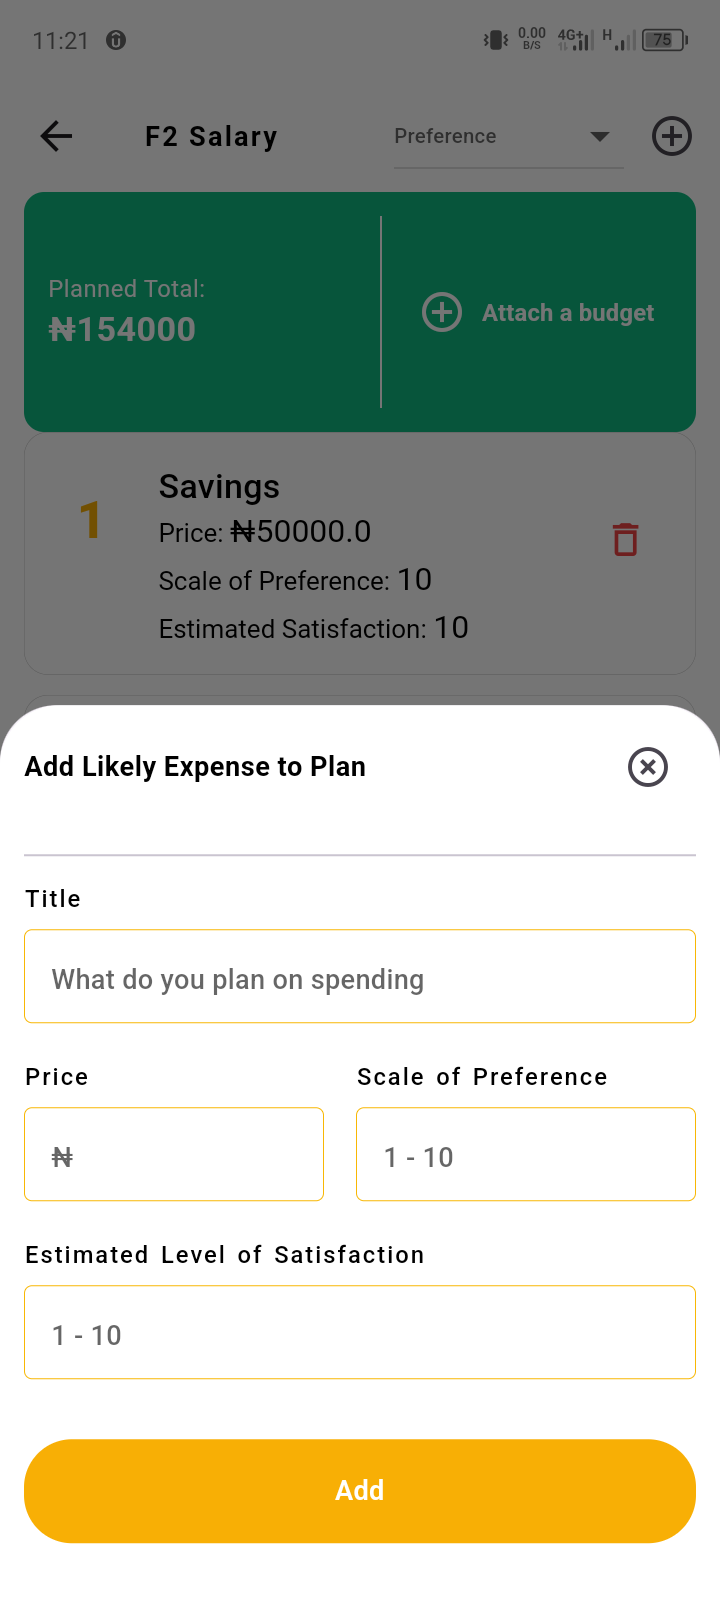 11:21 0.00 B/S 4G+ H 75
F2 Salary Preference
Planned Total:
₦154000
Attach a budget
1
Savings
Price: ₦50000.0
Scale of Preference: 10
Estimated Satisfaction: 10
Add Likely Expense to Plan
Title
What do you plan on spending
Price Scale of Preference
₦ 1 - 10
Estimated Level of Satisfaction
1 - 10
Add